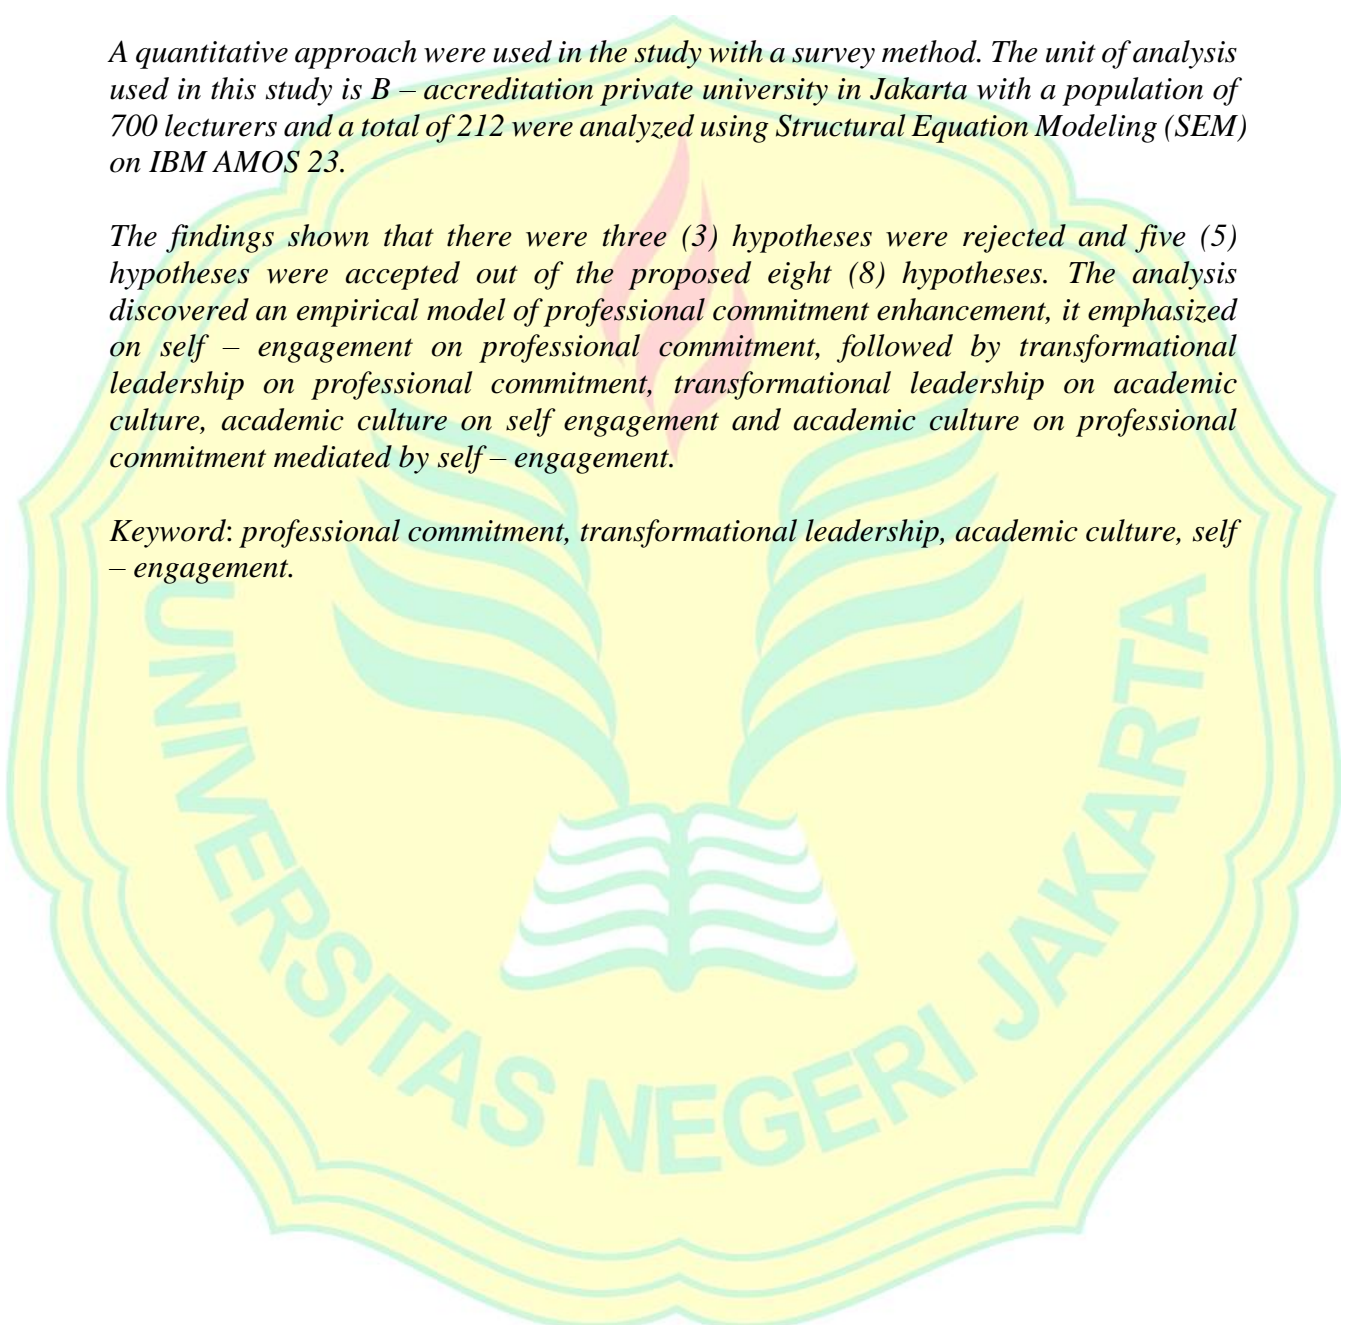 A quantitative approach were used in the study with a survey method. The unit of analysis
used in this study is B – accreditation private university in Jakarta with a population of
700 lecturers and a total of 212 were analyzed using Structural Equation Modeling (SEM)
on IBM AMOS 23.
The findings shown that there were three (3) hypotheses were rejected and five (5)
hypotheses were accepted out of the proposed eight (8) hypotheses. The analysis
discovered an empirical model of professional commitment enhancement, it emphasized
on self – engagement on professional commitment, followed by transformational
leadership on professional commitment, transformational leadership on academic
culture, academic culture on self engagement and academic culture on professional
commitment mediated by self – engagement.
Keyword: professional commitment, transformational leadership, academic culture, self
– engagement.
UNIVERSITAS NEGERI JAKARTA